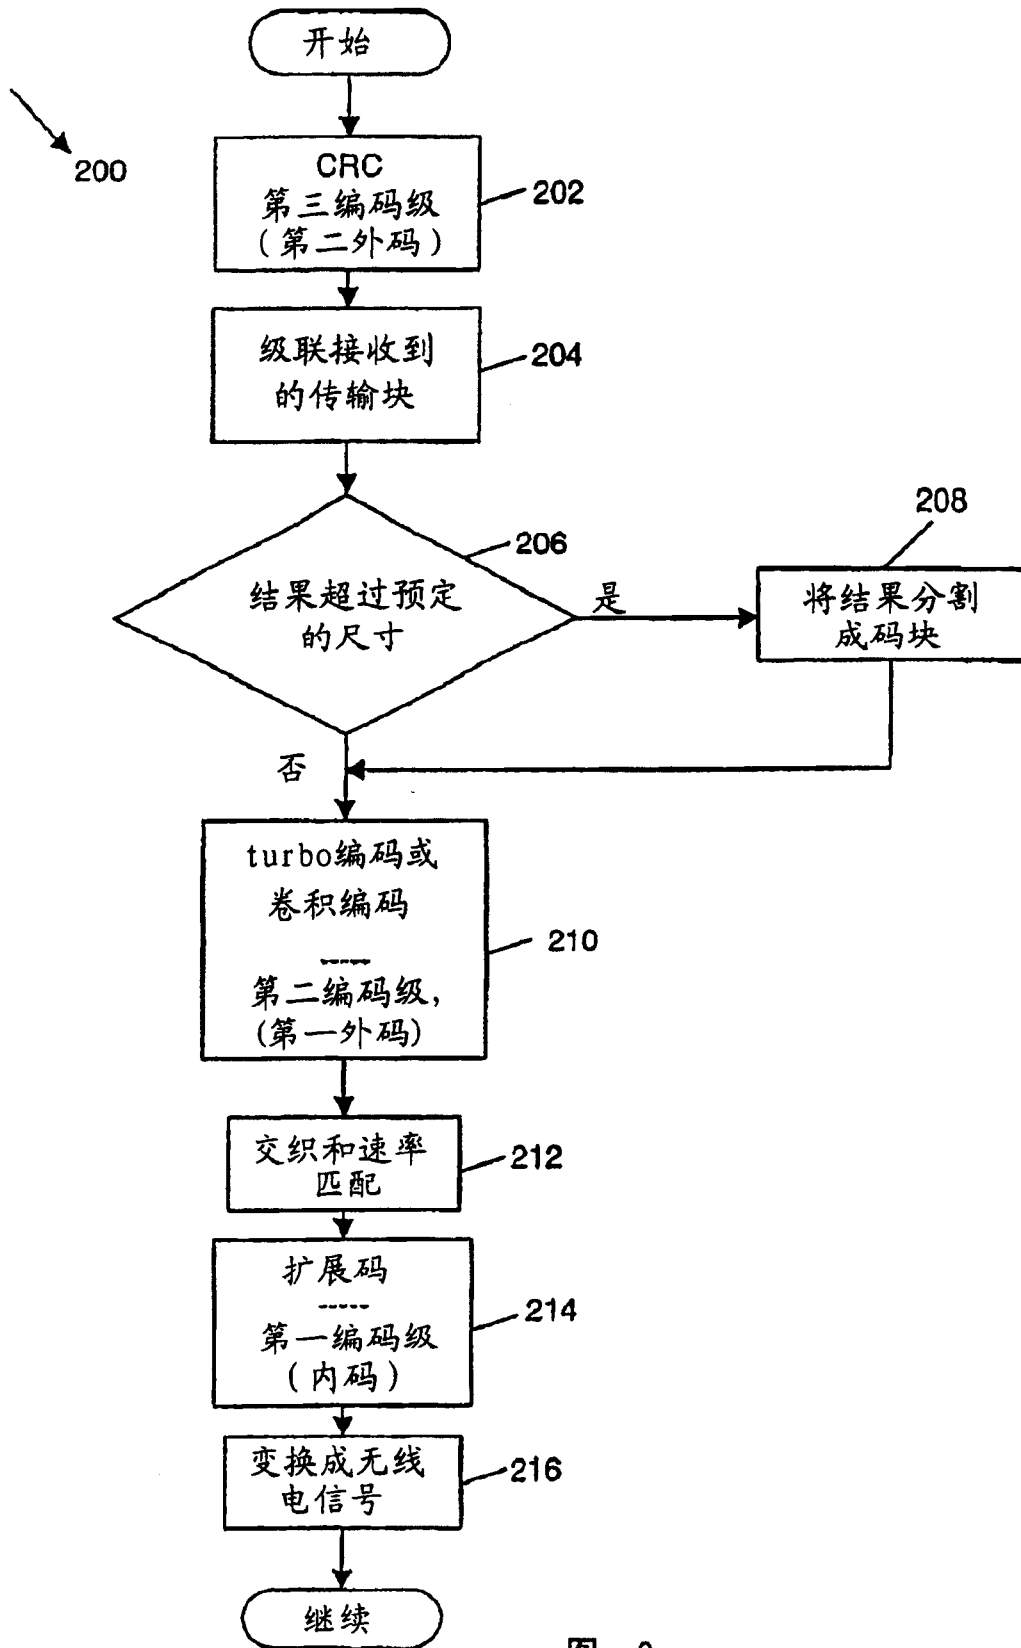 开始
200
CRC
第三编码级
(第二外码)
202
级联接收到
的传输块
204
206
结果超过预定
的尺寸
是
208
将结果分割
成码块
否
turbo编码或
卷积编码
-----
第二编码级,
(第一外码)
210
交织和速率
匹配
212
扩展码
-----
第一编码级
(内码)
214
变换成无线
电信号
216
继续
图